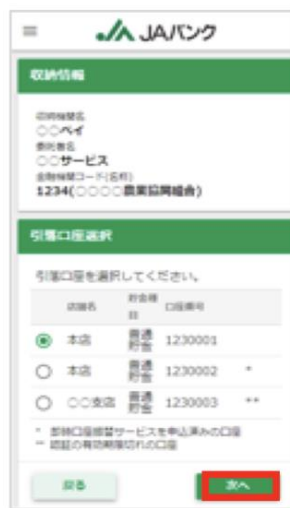 JAバンク
収納情報
収納機関名
○○ペイ
委託者名
○○サービス
金融機関コード(名称)
1234(○○○○農業協同組合)
引落口座選択
引落口座を選択してください。
店舗名 貯金種目 口座番号
本店 普通貯金 1230001
本店 普通貯金 1230002 *
○○支店 普通貯金 1230003 **
* 即時口座振替サービスを申込済みの口座
** 認証の有効期限切れの口座
戻る 次へ